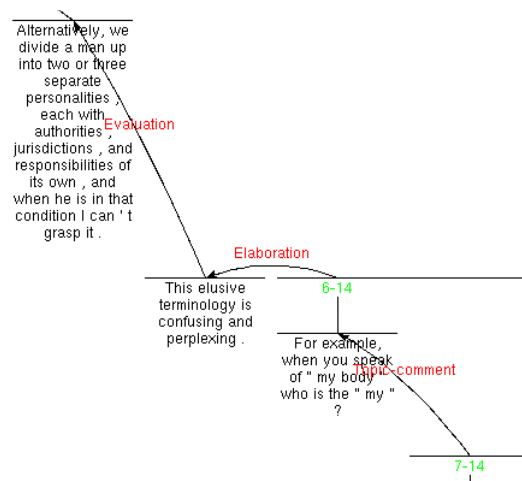 Alternatively, we
divide a man up
into two or three
separate
personalities ,
each with
authorities ,
jurisdictions , and
responsibilities of
its own , and
when he is in that
condition I can ' t
grasp it .
Evaluation
Elaboration
This elusive
terminology is
confusing and
perplexing .
6-14
For example,
when you speak
of " my body "
who is the " my "
?
Topic-comment
7-14